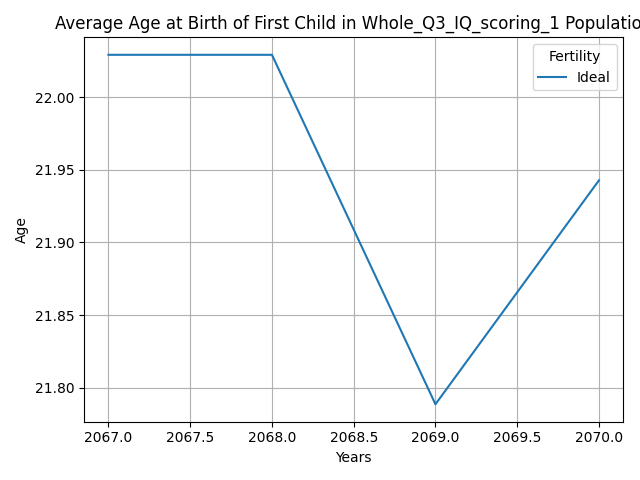 Average Age at Birth of First Child in Whole_Q3_IQ_scoring_1 Populatio
Fertility
Ideal
Age
22.00
21.95
21.90
21.85
21.80
2067.0 2067.5 2068.0 2068.5 2069.0 2069.5 2070.0
Years